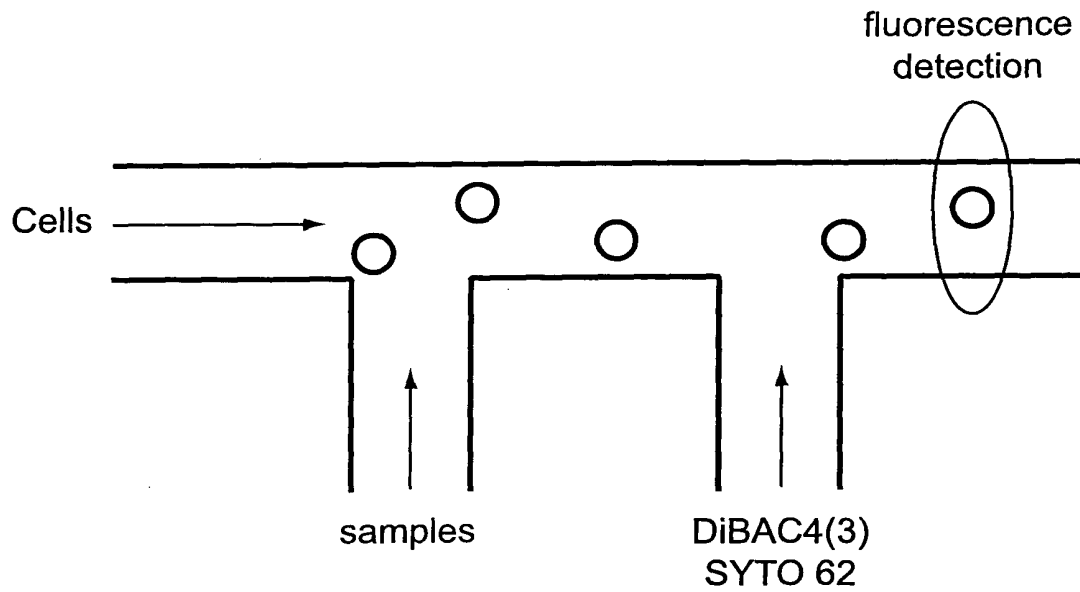 fluorescence
detection
Cells
samples
DiBAC4(3)
SYTO 62